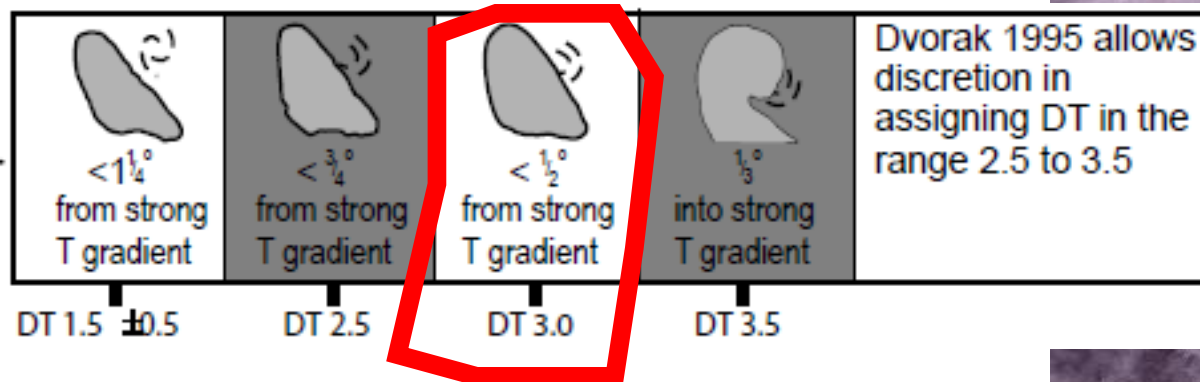 <1¼°
from strong
T gradient
< ¾°
from strong
T gradient
< ½°
from strong
T gradient
⅓°
into strong
T gradient
Dvorak 1995 allows
discretion in
assigning DT in the
range 2.5 to 3.5
DT 1.5 ±0.5
DT 2.5
DT 3.0
DT 3.5